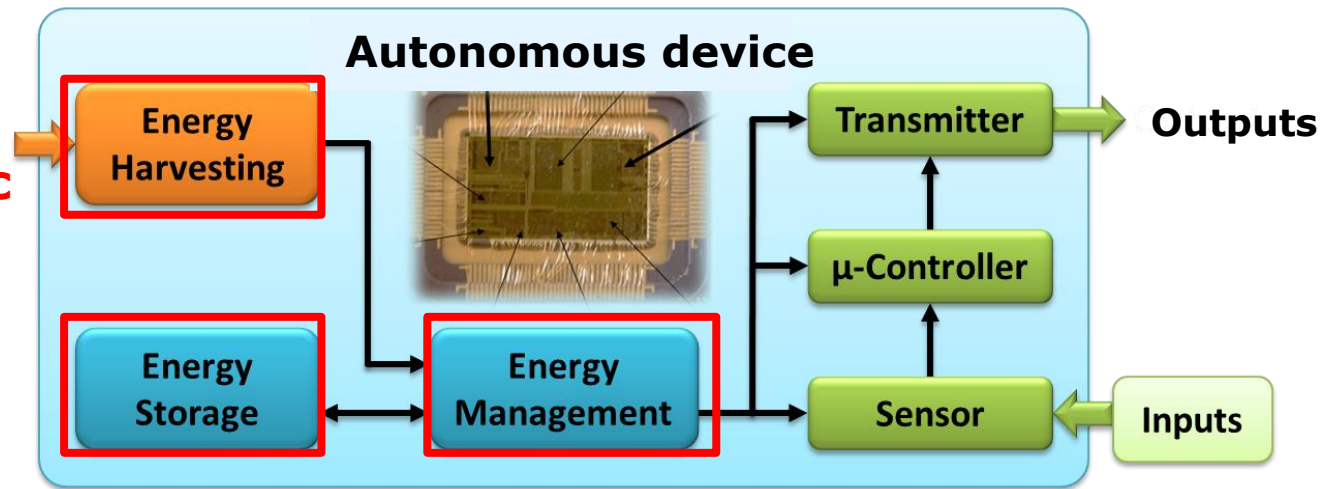 Autonomous device
Energy
Harvesting
Transmitter
Outputs
c
µ-Controller
Energy
Storage
Energy
Management
Sensor
Inputs